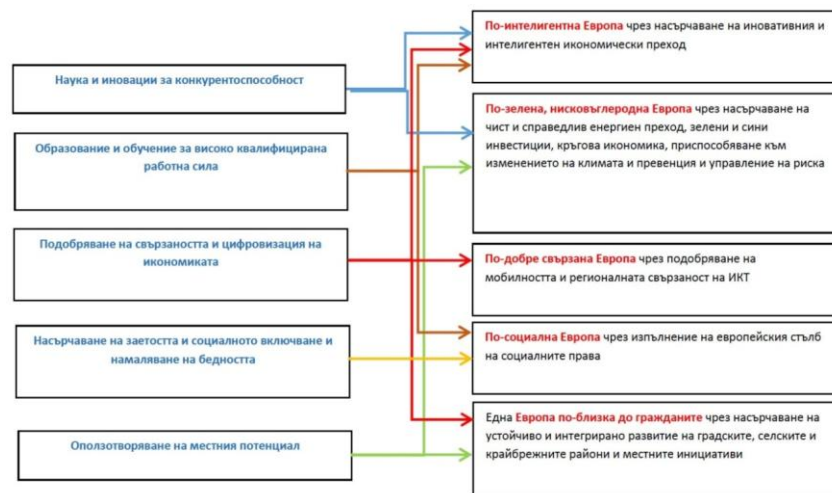 Наука и иновации за конкурентоспособност
Образование и обучение за високо квалифицирана
работна сила
Подобряване на свързаността и цифровизация на
икономиката
Насърчаване на заетостта и социалното включване и
намаляване на бедността
Оползотворяване на местния потенциал
По-интелигентна Европа чрез насърчаване на иновативния и
интелигентен икономически преход
По-зелена, нисковъглеродна Европа чрез насърчаване на
чист и справедлив енергиен преход, зелени и сини
инвестиции, кръгова икономика, приспособяване към
изменението на климата и превенция и управление на риска
По-добре свързана Европа чрез подобряване на
мобилността и регионалната свързаност на ИКТ
По-социална Европа чрез изпълнение на европейския стълб
на социалните права
Една Европа по-близка до гражданите чрез насърчаване на
устойчиво и интегрирано развитие на градските, селските и
крайбрежните райони и местните инициативи